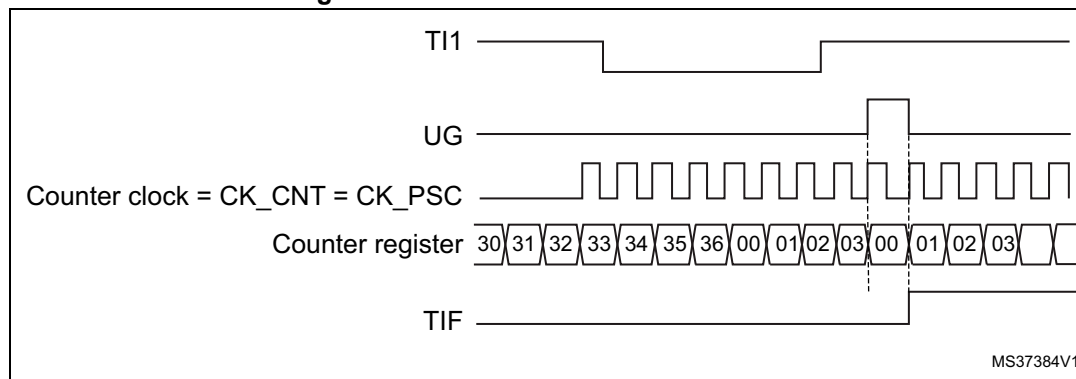 TI1
UG
Counter clock = CK_CNT = CK_PSC
Counter register 30 31 32 33 34 35 36 00 01 02 03 00 01 02 03
TIF
MS37384V1